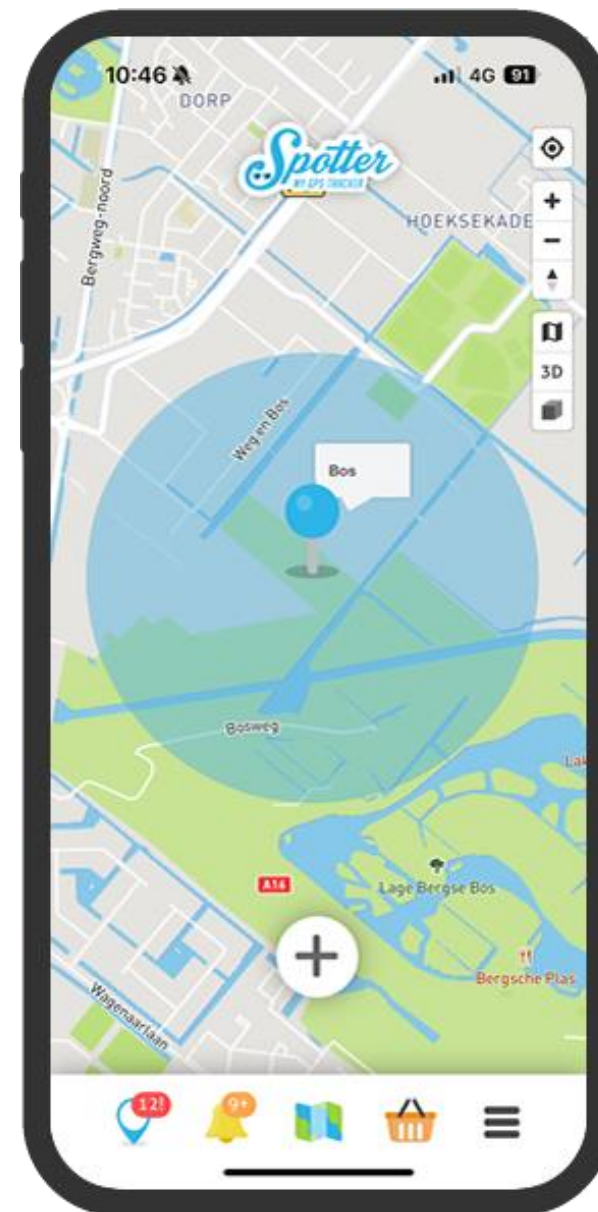 10:46
4G 91
DORP
Spotter
MY GPS TRACKER
Bergweg-noord
HOEKSEKADE
3D
Weg en Bos
Bos
Bosweg
Lak
A16
Lage Bergse Bos
Bergsche Plas
Wagenaarlaan
12!
9+